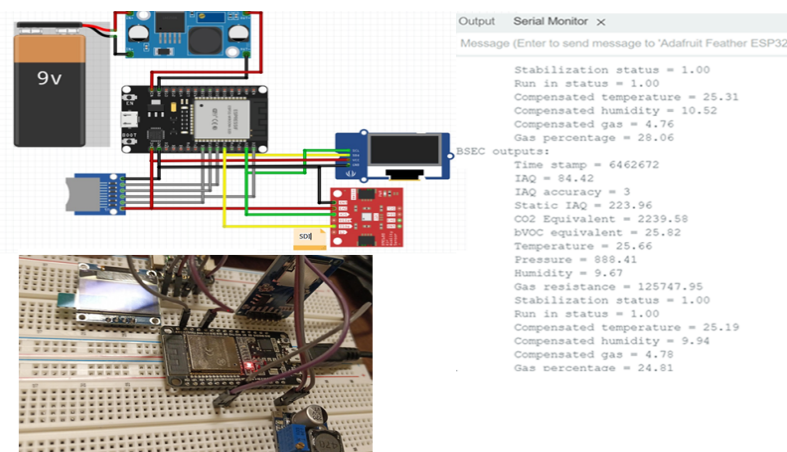 9v
EN
BOOT
SDI
Output Serial Monitor ×
Message (Enter to send message to 'Adafruit Feather ESP32
Stabilization status = 1.00
Run in status = 1.00
Compensated temperature = 25.31
Compensated humidity = 10.52
Compensated gas = 4.76
Gas percentage = 28.06
BSEC outputs:
Time stamp = 6462672
IAQ = 84.42
IAQ accuracy = 3
Static IAQ = 223.96
CO2 Equivalent = 2239.58
bVOC equivalent = 25.82
Temperature = 25.66
Pressure = 888.41
Humidity = 9.67
Gas resistance = 125747.95
Stabilization status = 1.00
Run in status = 1.00
Compensated temperature = 25.19
Compensated humidity = 9.94
Compensated gas = 4.78
Gas percentage = 24.81